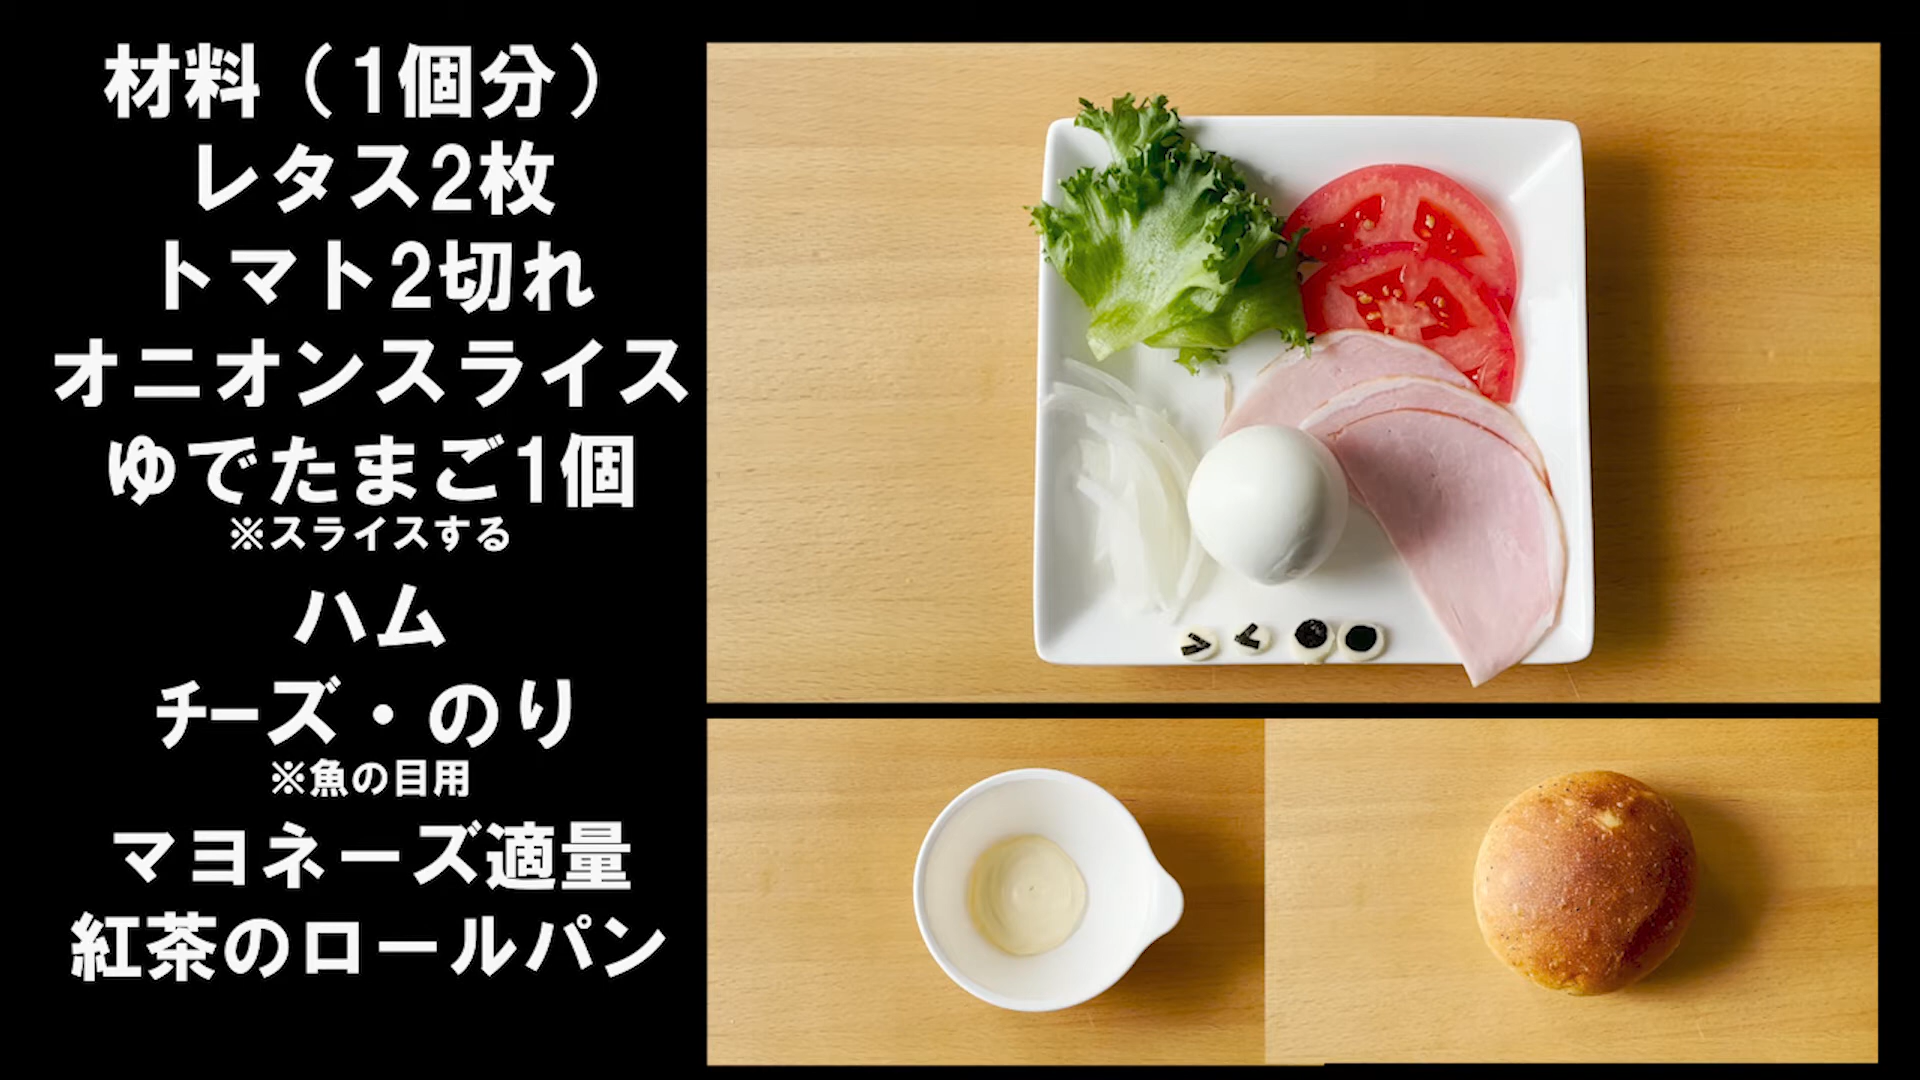 材料（1個分）
レタス2枚
トマト2切れ
オニオンスライス
ゆでたまご1個
※スライスする
ハム
チーズ・のり
※魚の目用
マヨネーズ適量
紅茶のロールパン